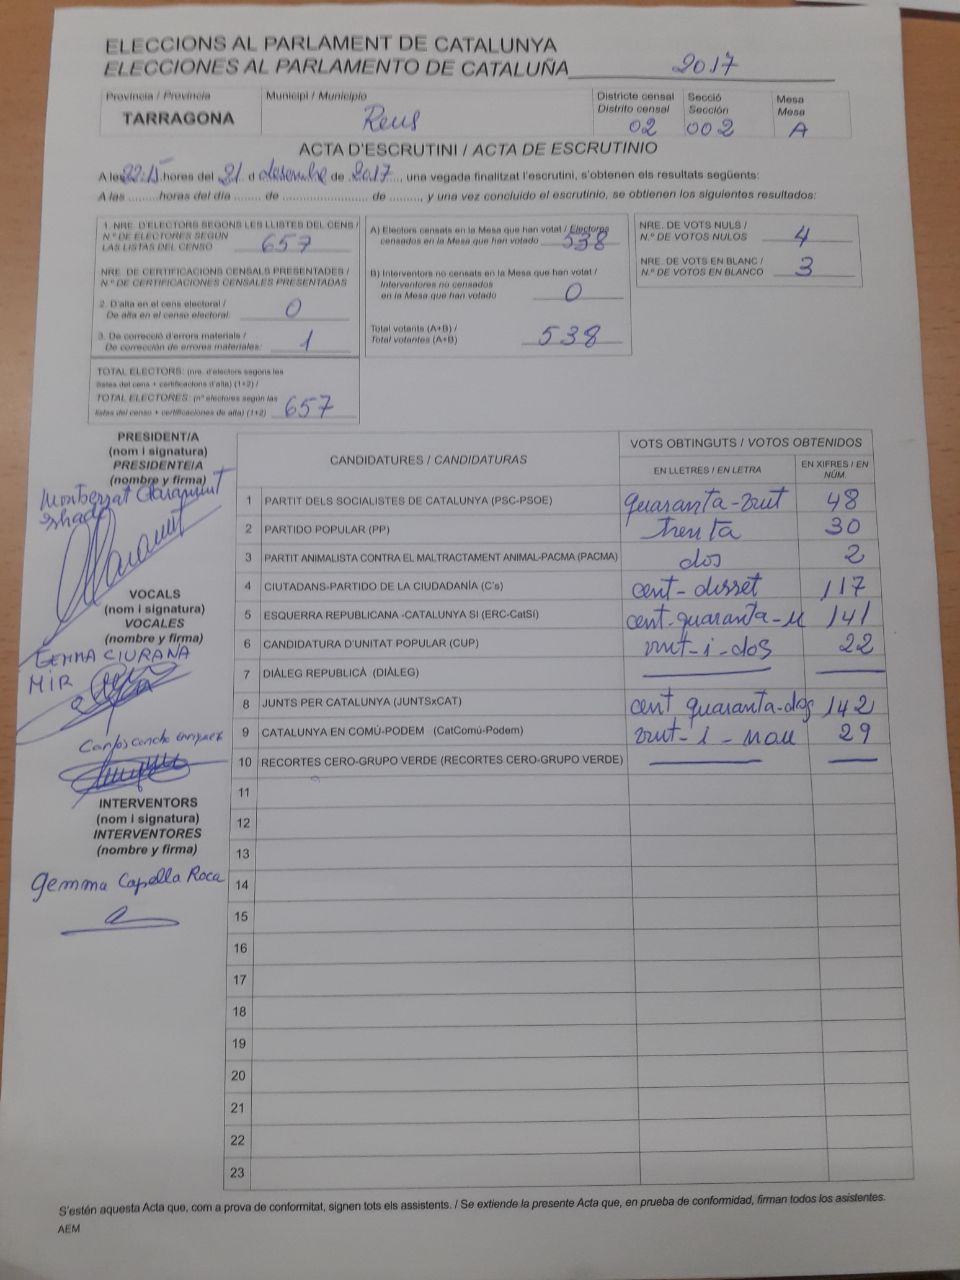 ELECCIONS AL PARLAMENT DE CATALUNYA
ELECCIONES AL PARLAMENTO DE CATALUÑA 2017
Província / Provincia
TARRAGONA
Municipi / Municipio
Reus
Districte censal
Distrito censal
02
Secció
Sección
002
Mesa
Mesa
A
ACTA D'ESCRUTINI / ACTA DE ESCRUTINIO
A les 22:15 hores del 21 d desembre de 2017, una vegada finalitzat l'escrutini, s'obtenen els resultats següents:
A las .........horas del día ........ de ........................ de ........, y una vez concluido el escrutinio, se obtienen los siguientes resultados:
1. NRE. D'ELECTORS SEGONS LES LLISTES DEL CENS /
N.º DE ELECTORES SEGÚN
LAS LISTAS DEL CENSO 657
NRE. DE CERTIFICACIONS CENSALS PRESENTADES /
N.º DE CERTIFICACIONES CENSALES PRESENTADAS
2. D'alta en el cens electoral /
De alta en el censo electoral: 0
3. De correcció d'errors materials /
De corrección de errores materiales: 1
TOTAL ELECTORS: (nre. d'electors segons les
llistes del cens + certificacions d'alta) (1+2) /
TOTAL ELECTORES: (nº electores según las
listas del censo + certificaciones de alta) (1+2) 657
A) Electors censats en la Mesa que han votat / Electores
censados en la Mesa que han votado 538
B) Interventors no censats en la Mesa que han votat /
Interventores no censados
en la Mesa que han votado 0
Total votants (A+B) /
Total votantes (A+B) 538
NRE. DE VOTS NULS /
N.º DE VOTOS NULOS 4
NRE. DE VOTS EN BLANC /
N.º DE VOTOS EN BLANCO 3
PRESIDENT/A
(nom i signatura)
PRESIDENTE/A
(nombre y firma)
Montserrat Claramunt
VOCALS
(nom i signatura)
VOCALES
(nombre y firma)
GEMMA CIURANA
MIR
INTERVENTORS
(nom i signatura)
INTERVENTORES
(nombre y firma)
Gemma Capella Roca
CANDIDATURES / CANDIDATURAS
VOTS OBTINGUTS / VOTOS OBTENIDOS
EN LLETRES / EN LETRA
EN XIFRES / EN NÚM.
1 PARTIT DELS SOCIALISTES DE CATALUNYA (PSC-PSOE) quaranta-vuit 48
2 PARTIDO POPULAR (PP) trenta 30
3 PARTIT ANIMALISTA CONTRA EL MALTRACTAMENT ANIMAL-PACMA (PACMA) dos 2
4 CIUTADANS-PARTIDO DE LA CIUDADANÍA (C's) cent-disset 117
5 ESQUERRA REPUBLICANA -CATALUNYA SI (ERC-CatSí) cent-quaranta-u 141
6 CANDIDATURA D'UNITAT POPULAR (CUP) vint-i-dos 22
7 DIÀLEG REPUBLICÀ (DIÀLEG)
8 JUNTS PER CATALUNYA (JUNTSxCAT) cent quaranta-dos 142
9 CATALUNYA EN COMÚ-PODEM (CatComú-Podem) vint-i-nou 29
10 RECORTES CERO-GRUPO VERDE (RECORTES CERO-GRUPO VERDE)
11
12
13
14
15
16
17
18
19
20
21
22
23
S'estén aquesta Acta que, com a prova de conformitat, signen tots els assistents. / Se extiende la presente Acta que, en prueba de conformidad, firman todos los asistentes.
AEM